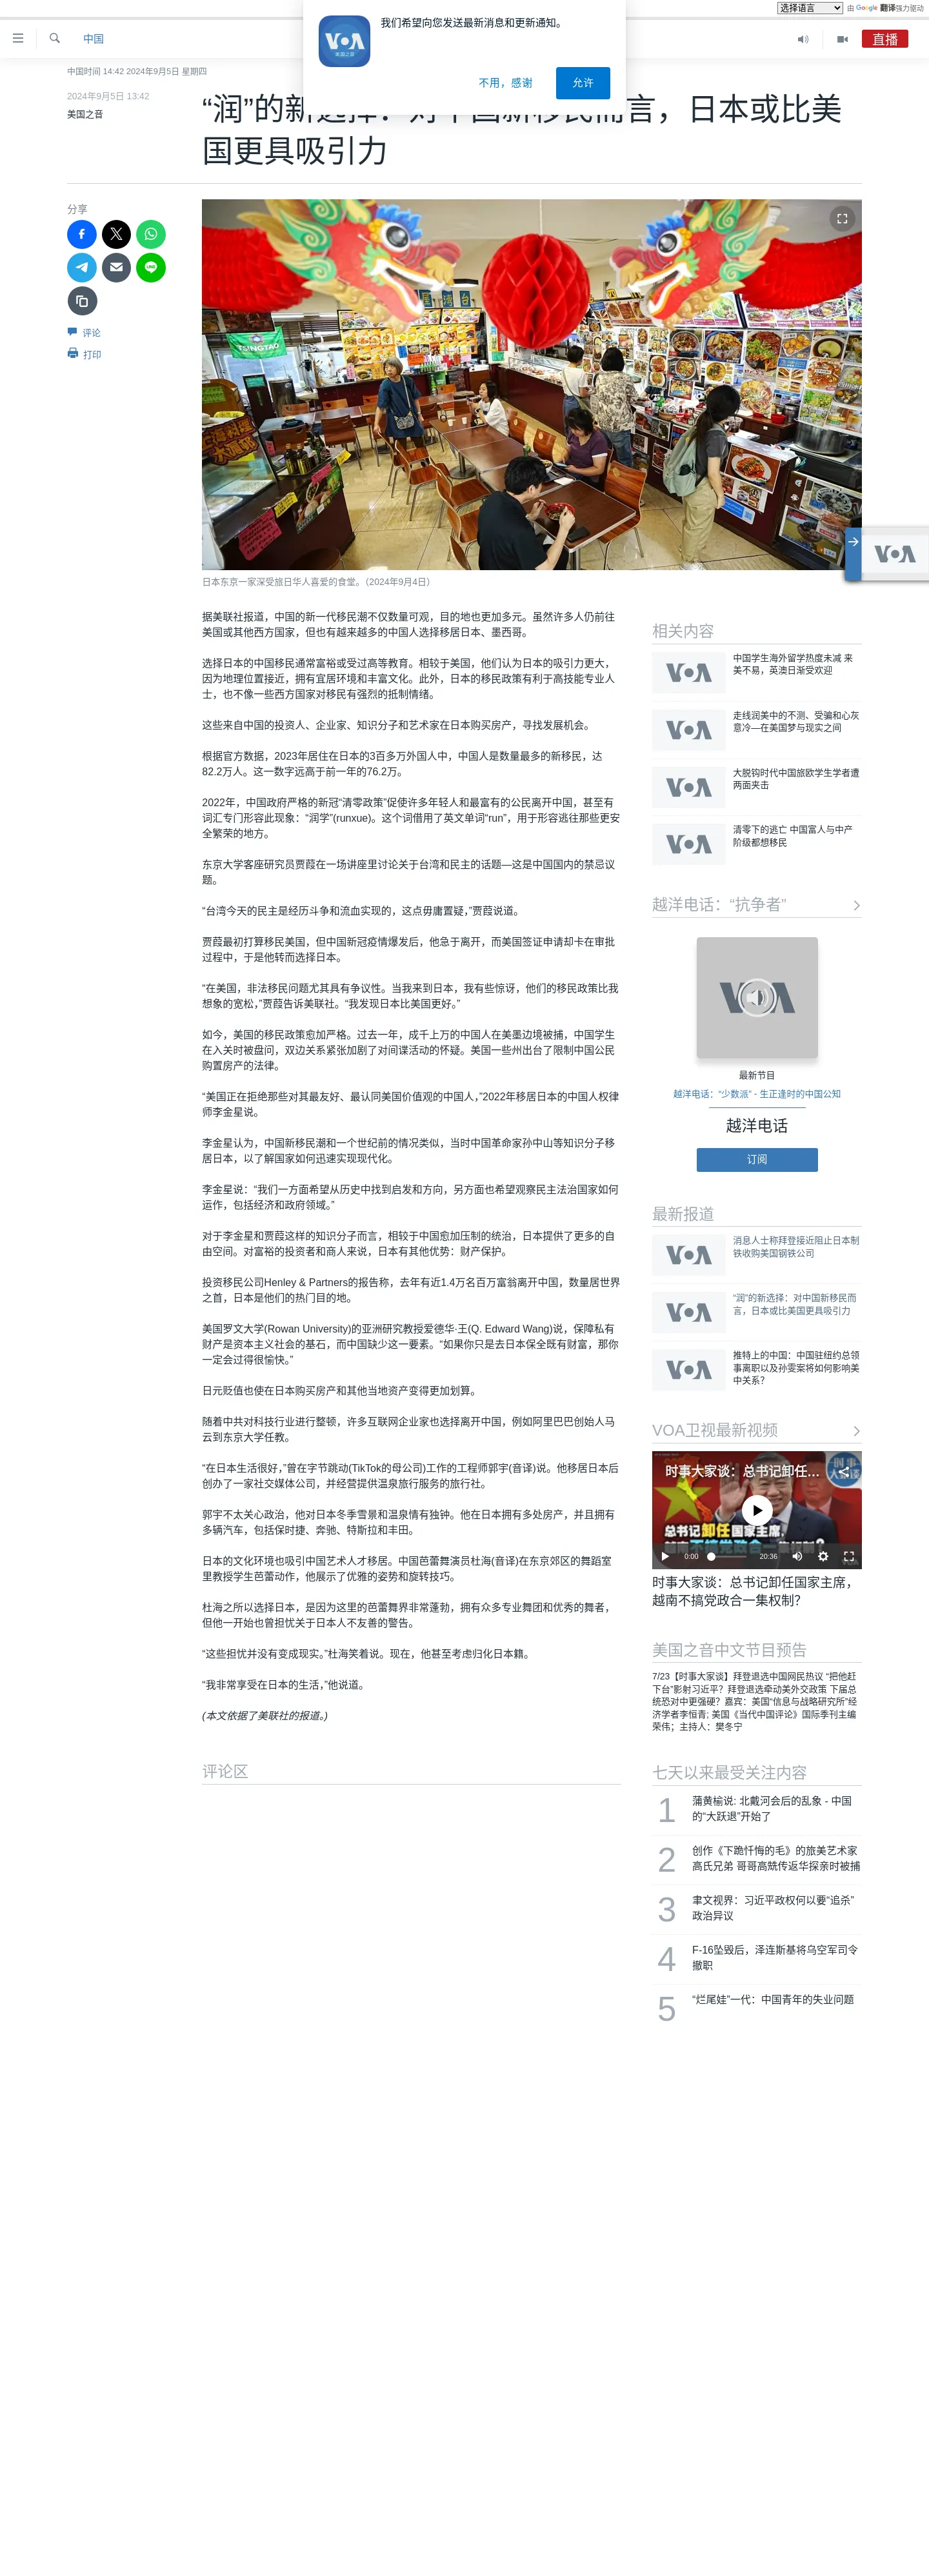 选择语言
由 Google 翻译强力驱动
我们希望向您发送最新消息和更新通知。
VOA
美国之音
不用，感谢
允许
中国
直播
中国时间 14:42 2024年9月5日 星期四
2024年9月5日 13:42
美国之音
“润”的新选择：对中国新移民而言，日本或比美
国更具吸引力
分享
评论
打印
TSINGTAO
日本东京一家深受旅日华人喜爱的食堂。（2024年9月4日）
VOA
据美联社报道，中国的新一代移民潮不仅数量可观，目的地也更加多元。虽然许多人仍前往
美国或其他西方国家，但也有越来越多的中国人选择移居日本、墨西哥。
选择日本的中国移民通常富裕或受过高等教育。相较于美国，他们认为日本的吸引力更大，
因为地理位置接近，拥有宜居环境和丰富文化。此外，日本的移民政策有利于高技能专业人
士，也不像一些西方国家对移民有强烈的抵制情绪。
这些来自中国的投资人、企业家、知识分子和艺术家在日本购买房产，寻找发展机会。
根据官方数据，2023年居住在日本的3百多万外国人中，中国人是数量最多的新移民，达
82.2万人。这一数字远高于前一年的76.2万。
2022年，中国政府严格的新冠“清零政策”促使许多年轻人和最富有的公民离开中国，甚至有
词汇专门形容此现象：“润学”(runxue)。这个词借用了英文单词“run”，用于形容逃往那些更安
全繁荣的地方。
东京大学客座研究员贾葭在一场讲座里讨论关于台湾和民主的话题—这是中国国内的禁忌议
题。
“台湾今天的民主是经历斗争和流血实现的，这点毋庸置疑，”贾葭说道。
贾葭最初打算移民美国，但中国新冠疫情爆发后，他急于离开，而美国签证申请却卡在审批
过程中，于是他转而选择日本。
“在美国，非法移民问题尤其具有争议性。当我来到日本，我有些惊讶，他们的移民政策比我
想象的宽松，”贾葭告诉美联社。“我发现日本比美国更好。”
如今，美国的移民政策愈加严格。过去一年，成千上万的中国人在美墨边境被捕，中国学生
在入关时被盘问，双边关系紧张加剧了对间谍活动的怀疑。美国一些州出台了限制中国公民
购置房产的法律。
“美国正在拒绝那些对其最友好、最认同美国价值观的中国人，”2022年移居日本的中国人权律
师李金星说。
李金星认为，中国新移民潮和一个世纪前的情况类似，当时中国革命家孙中山等知识分子移
居日本，以了解国家如何迅速实现现代化。
李金星说：“我们一方面希望从历史中找到启发和方向，另方面也希望观察民主法治国家如何
运作，包括经济和政府领域。”
对于李金星和贾葭这样的知识分子而言，相较于中国愈加压制的统治，日本提供了更多的自
由空间。对富裕的投资者和商人来说，日本有其他优势：财产保护。
投资移民公司Henley & Partners的报告称，去年有近1.4万名百万富翁离开中国，数量居世界
之首，日本是他们的热门目的地。
美国罗文大学(Rowan University)的亚洲研究教授爱德华·王(Q. Edward Wang)说，保障私有
财产是资本主义社会的基石，而中国缺少这一要素。“如果你只是去日本保全既有财富，那你
一定会过得很愉快。”
日元贬值也使在日本购买房产和其他当地资产变得更加划算。
随着中共对科技行业进行整顿，许多互联网企业家也选择离开中国，例如阿里巴巴创始人马
云到东京大学任教。
“在日本生活很好，”曾在字节跳动(TikTok的母公司)工作的工程师郭宇(音译)说。他移居日本后
创办了一家社交媒体公司，并经营提供温泉旅行服务的旅行社。
郭宇不太关心政治，他对日本冬季雪景和温泉情有独钟。他在日本拥有多处房产，并且拥有
多辆汽车，包括保时捷、奔驰、特斯拉和丰田。
日本的文化环境也吸引中国艺术人才移居。中国芭蕾舞演员杜海(音译)在东京郊区的舞蹈室
里教授学生芭蕾动作，他展示了优雅的姿势和旋转技巧。
杜海之所以选择日本，是因为这里的芭蕾舞界非常蓬勃，拥有众多专业舞团和优秀的舞者，
但他一开始也曾担忧关于日本人不友善的警告。
“这些担忧并没有变成现实。”杜海笑着说。现在，他甚至考虑归化日本籍。
“我非常享受在日本的生活，”他说道。
(本文依据了美联社的报道。)
评论区
相关内容
VOA
中国学生海外留学热度未减 来
美不易，英澳日渐受欢迎
VOA
走线润美中的不测、受骗和心灰
意冷—在美国梦与现实之间
VOA
大脱钩时代中国旅欧学生学者遭
两面夹击
VOA
清零下的逃亡 中国富人与中产
阶级都想移民
越洋电话：“抗争者”
VOA
最新节目
越洋电话：“少数派” - 生正逢时的中国公知
越洋电话
订阅
最新报道
VOA
消息人士称拜登接近阻止日本制
铁收购美国钢铁公司
VOA
“润”的新选择：对中国新移民而
言，日本或比美国更具吸引力
VOA
推特上的中国：中国驻纽约总领
事离职以及孙雯案将如何影响美
中关系？
VOA卫视最新视频
时事大家谈：总书记卸任...
时事
大家谈
总书记卸任国家主席，
越南不搞党政合一集权制？
0:00
20:36
VOA
时事大家谈：总书记卸任国家主席，
越南不搞党政合一集权制？
美国之音中文节目预告
7/23【时事大家谈】拜登退选中国网民热议 “把他赶
下台”影射习近平？拜登退选牵动美外交政策 下届总
统恐对中更强硬？嘉宾：美国“信息与战略研究所”经
济学者李恒青; 美国《当代中国评论》国际季刊主编
荣伟；主持人：樊冬宁
七天以来最受关注内容
1
蒲黄榆说: 北戴河会后的乱象 - 中国
的“大跃退”开始了
2
创作《下跪忏悔的毛》的旅美艺术家
高氏兄弟 哥哥高兟传返华探亲时被捕
3
聿文视界：习近平政权何以要“追杀”
政治异议
4
F-16坠毁后，泽连斯基将乌空军司令
撤职
5
“烂尾娃”一代：中国青年的失业问题